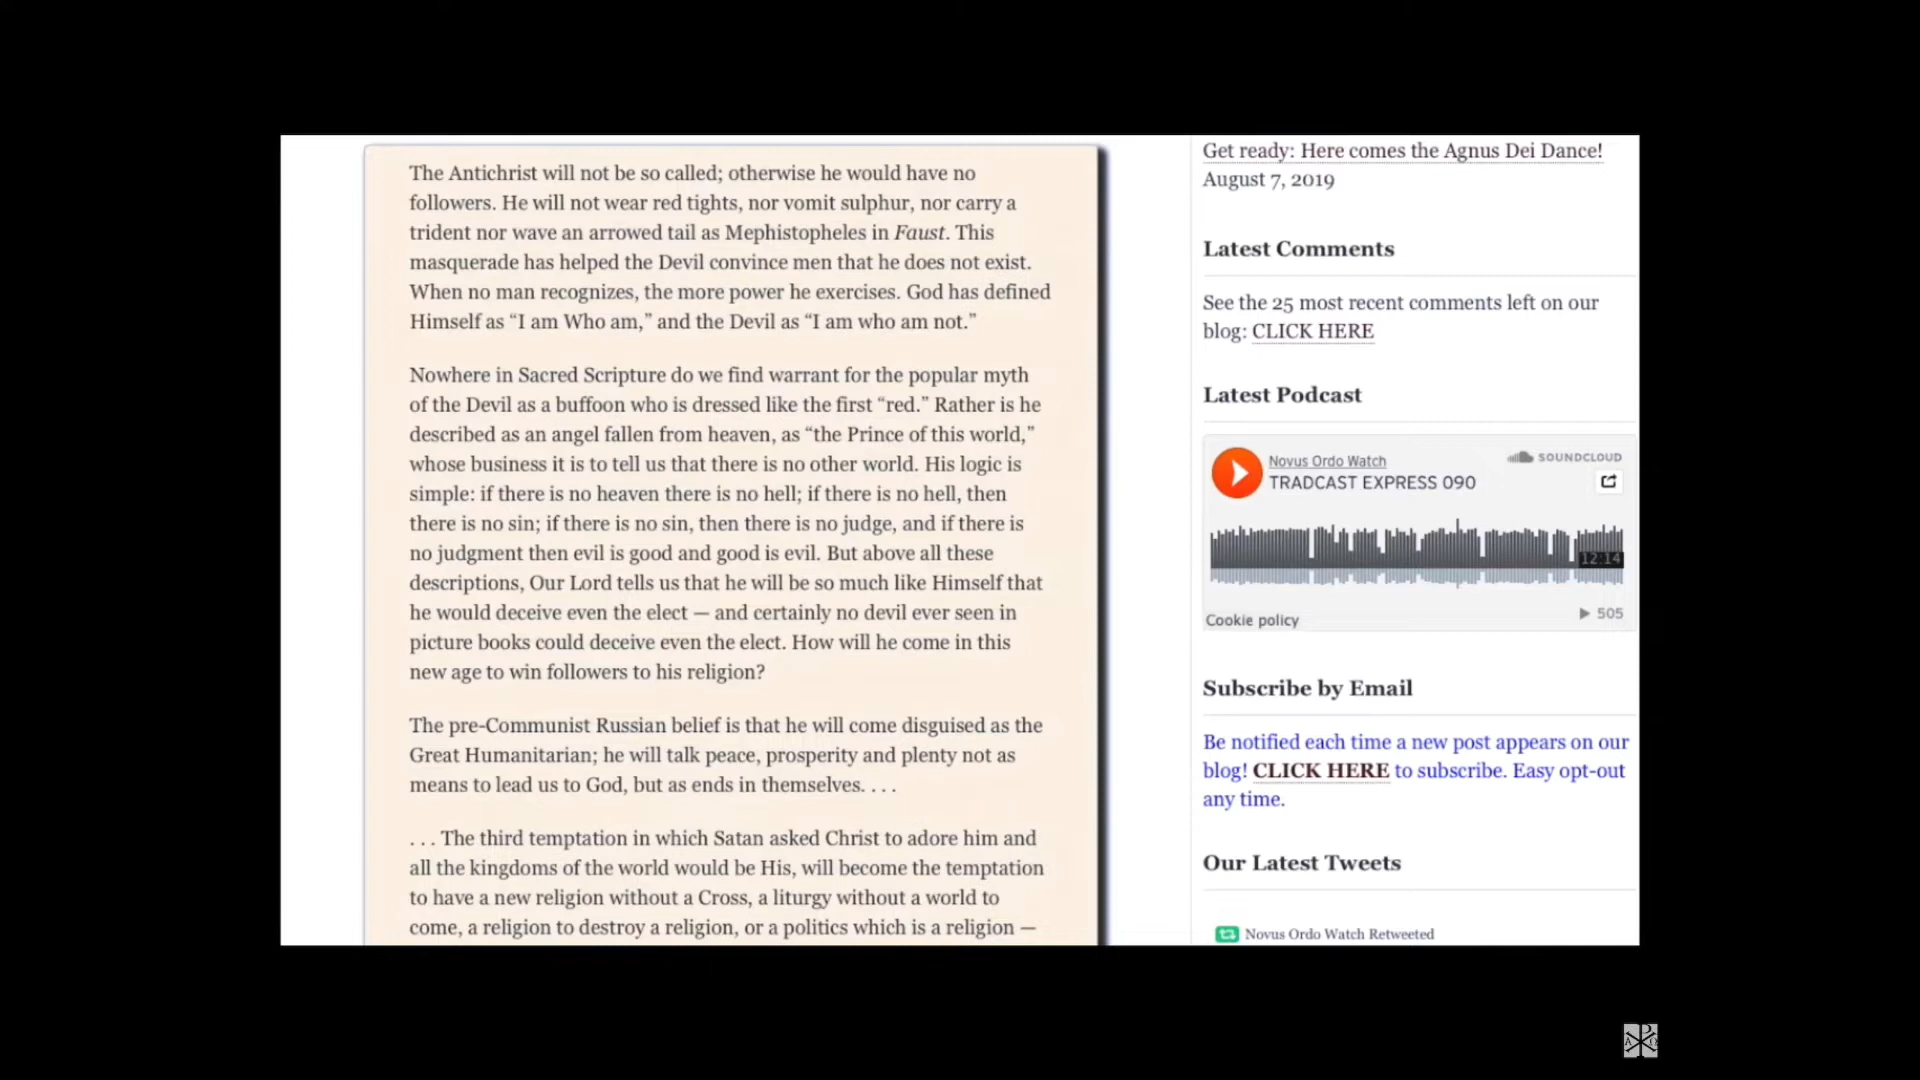 The Antichrist will not be so called; otherwise he would have no
followers. He will not wear red tights, nor vomit sulphur, nor carry a
trident nor wave an arrowed tail as Mephistopheles in Faust. This
masquerade has helped the Devil convince men that he does not exist.
When no man recognizes, the more power he exercises. God has defined
Himself as “I am Who am,” and the Devil as “I am who am not.”
Nowhere in Sacred Scripture do we find warrant for the popular myth
of the Devil as a buffoon who is dressed like the first “red.” Rather is he
described as an angel fallen from heaven, as “the Prince of this world,”
whose business it is to tell us that there is no other world. His logic is
simple: if there is no heaven there is no hell; if there is no hell, then
there is no sin; if there is no sin, then there is no judge, and if there is
no judgment then evil is good and good is evil. But above all these
descriptions, Our Lord tells us that he will be so much like Himself that
he would deceive even the elect — and certainly no devil ever seen in
picture books could deceive even the elect. How will he come in this
new age to win followers to his religion?
The pre-Communist Russian belief is that he will come disguised as the
Great Humanitarian; he will talk peace, prosperity and plenty not as
means to lead us to God, but as ends in themselves. . . .
. . . The third temptation in which Satan asked Christ to adore him and
all the kingdoms of the world would be His, will become the temptation
to have a new religion without a Cross, a liturgy without a world to
come, a religion to destroy a religion, or a politics which is a religion —
Get ready: Here comes the Agnus Dei Dance!
August 7, 2019
Latest Comments
See the 25 most recent comments left on our
blog: CLICK HERE
Latest Podcast
Novus Ordo Watch
SOUNDCLOUD
TRADCAST EXPRESS 090
12:14
Cookie policy
505
Subscribe by Email
Be notified each time a new post appears on our
blog! CLICK HERE to subscribe. Easy opt-out
any time.
Our Latest Tweets
Novus Ordo Watch Retweeted